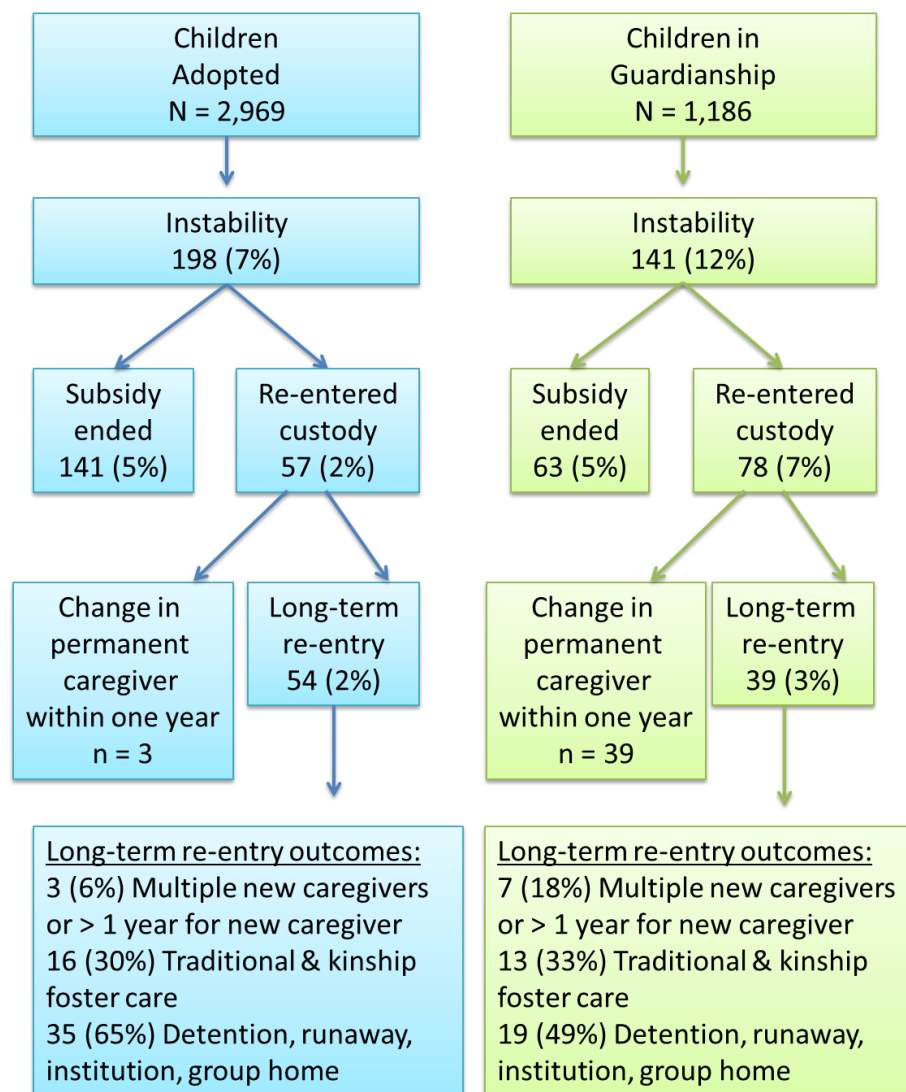 Children
Adopted
N = 2,969
Instability
198 (7%)
Subsidy
ended
141 (5%)
Re-entered
custody
57 (2%)
Change in
permanent
caregiver
within one year
n = 3
Long-term
re-entry
54 (2%)
Long-term re-entry outcomes:
3 (6%) Multiple new caregivers
or > 1 year for new caregiver
16 (30%) Traditional & kinship
foster care
35 (65%) Detention, runaway,
institution, group home
Children in
Guardianship
N = 1,186
Instability
141 (12%)
Subsidy
ended
63 (5%)
Re-entered
custody
78 (7%)
Change in
permanent
caregiver
within one year
n = 39
Long-term
re-entry
39 (3%)
Long-term re-entry outcomes:
7 (18%) Multiple new caregivers
or > 1 year for new caregiver
13 (33%) Traditional & kinship
foster care
19 (49%) Detention, runaway,
institution, group home